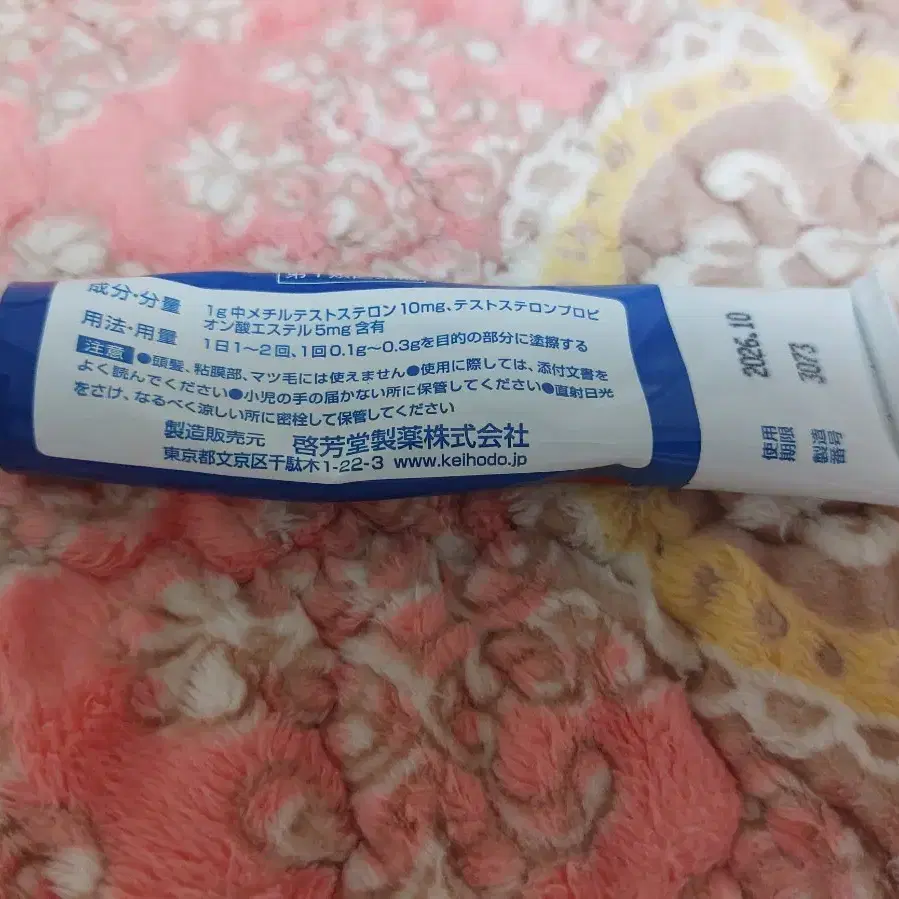 成分・分量
1g中メチルテストステロン10mg、テストステロンプロピ
オン酸エステル5mg含有
用法・用量
1日1〜2回、1回0.1g〜0.3gを目的の部分に塗擦する
注意 ●頭髪、粘膜部、マツ毛には使えません●使用に際しては、添付文書を
よく読んでください●小児の手の届かない所に保管してください●直射日光
をさけ、なるべく涼しい所に密栓して保管してください
製造販売元 啓芳堂製薬株式会社
東京都文京区千駄木1-22-3 www.keihodo.jp
使用
期限
2026.10
製造
番号
3073